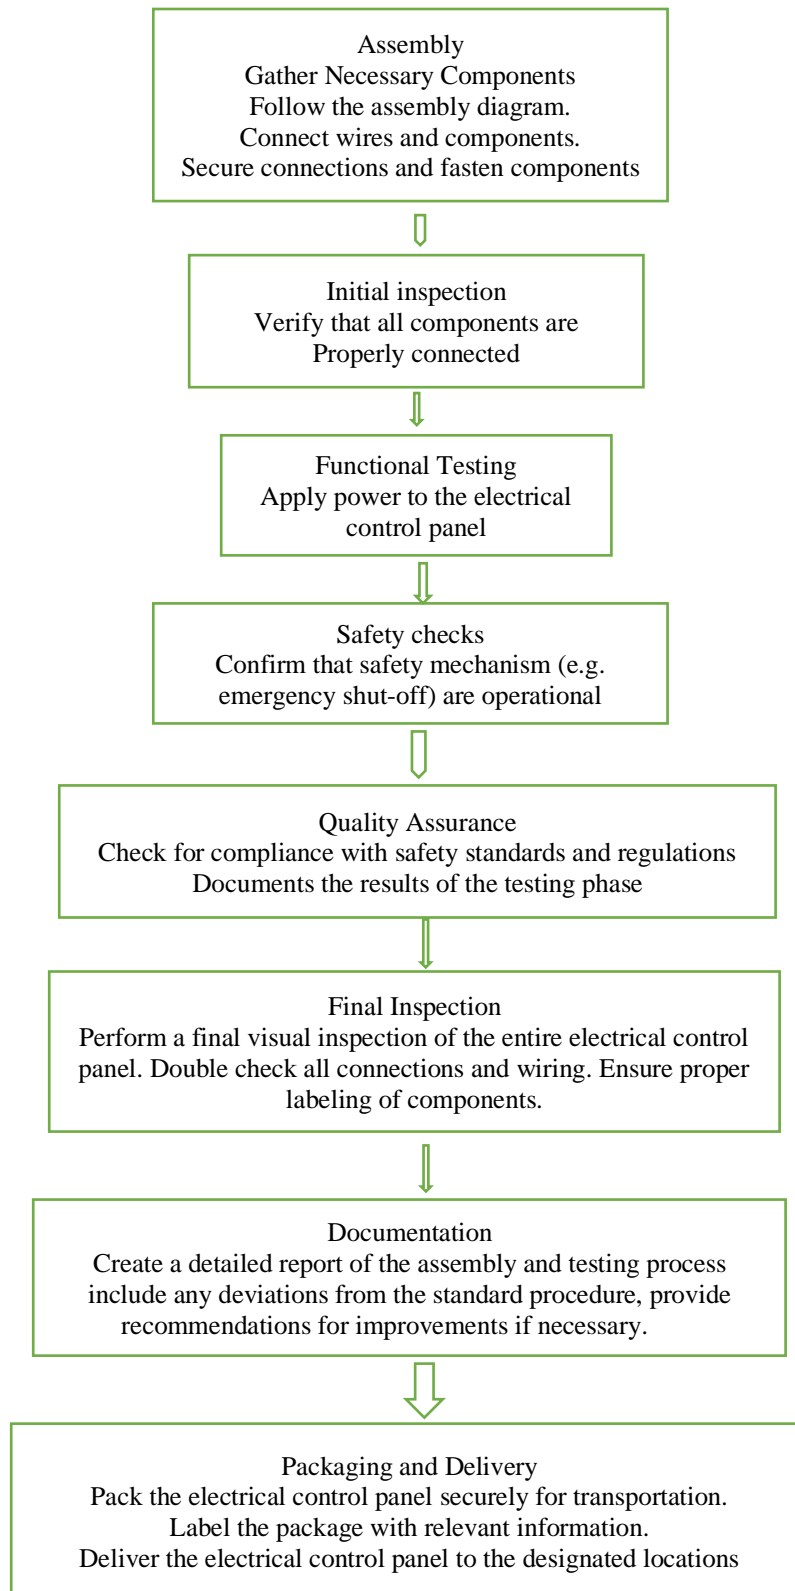 Assembly
Gather Necessary Components
Follow the assembly diagram.
Connect wires and components.
Secure connections and fasten components
Initial inspection
Verify that all components are
Properly connected
Functional Testing
Apply power to the electrical
control panel
Safety checks
Confirm that safety mechanism (e.g.
emergency shut-off) are operational
Quality Assurance
Check for compliance with safety standards and regulations
Documents the results of the testing phase
Final Inspection
Perform a final visual inspection of the entire electrical control
panel. Double check all connections and wiring. Ensure proper
labeling of components.
Documentation
Create a detailed report of the assembly and testing process
include any deviations from the standard procedure, provide
recommendations for improvements if necessary.
Packaging and Delivery
Pack the electrical control panel securely for transportation.
Label the package with relevant information.
Deliver the electrical control panel to the designated locations